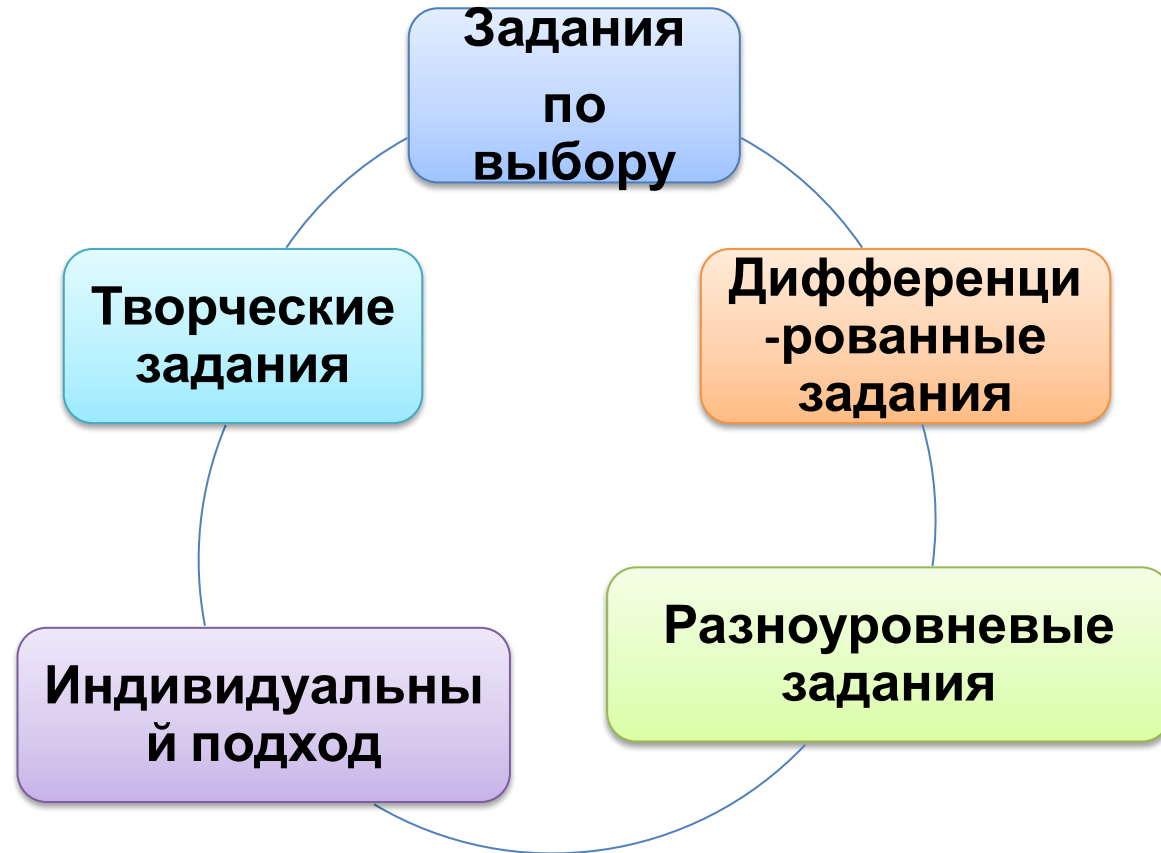 Задания
по
выбору
Творческие
задания
Дифференци
-рованные
задания
Разноуровневые
задания
Индивидуальны
й подход